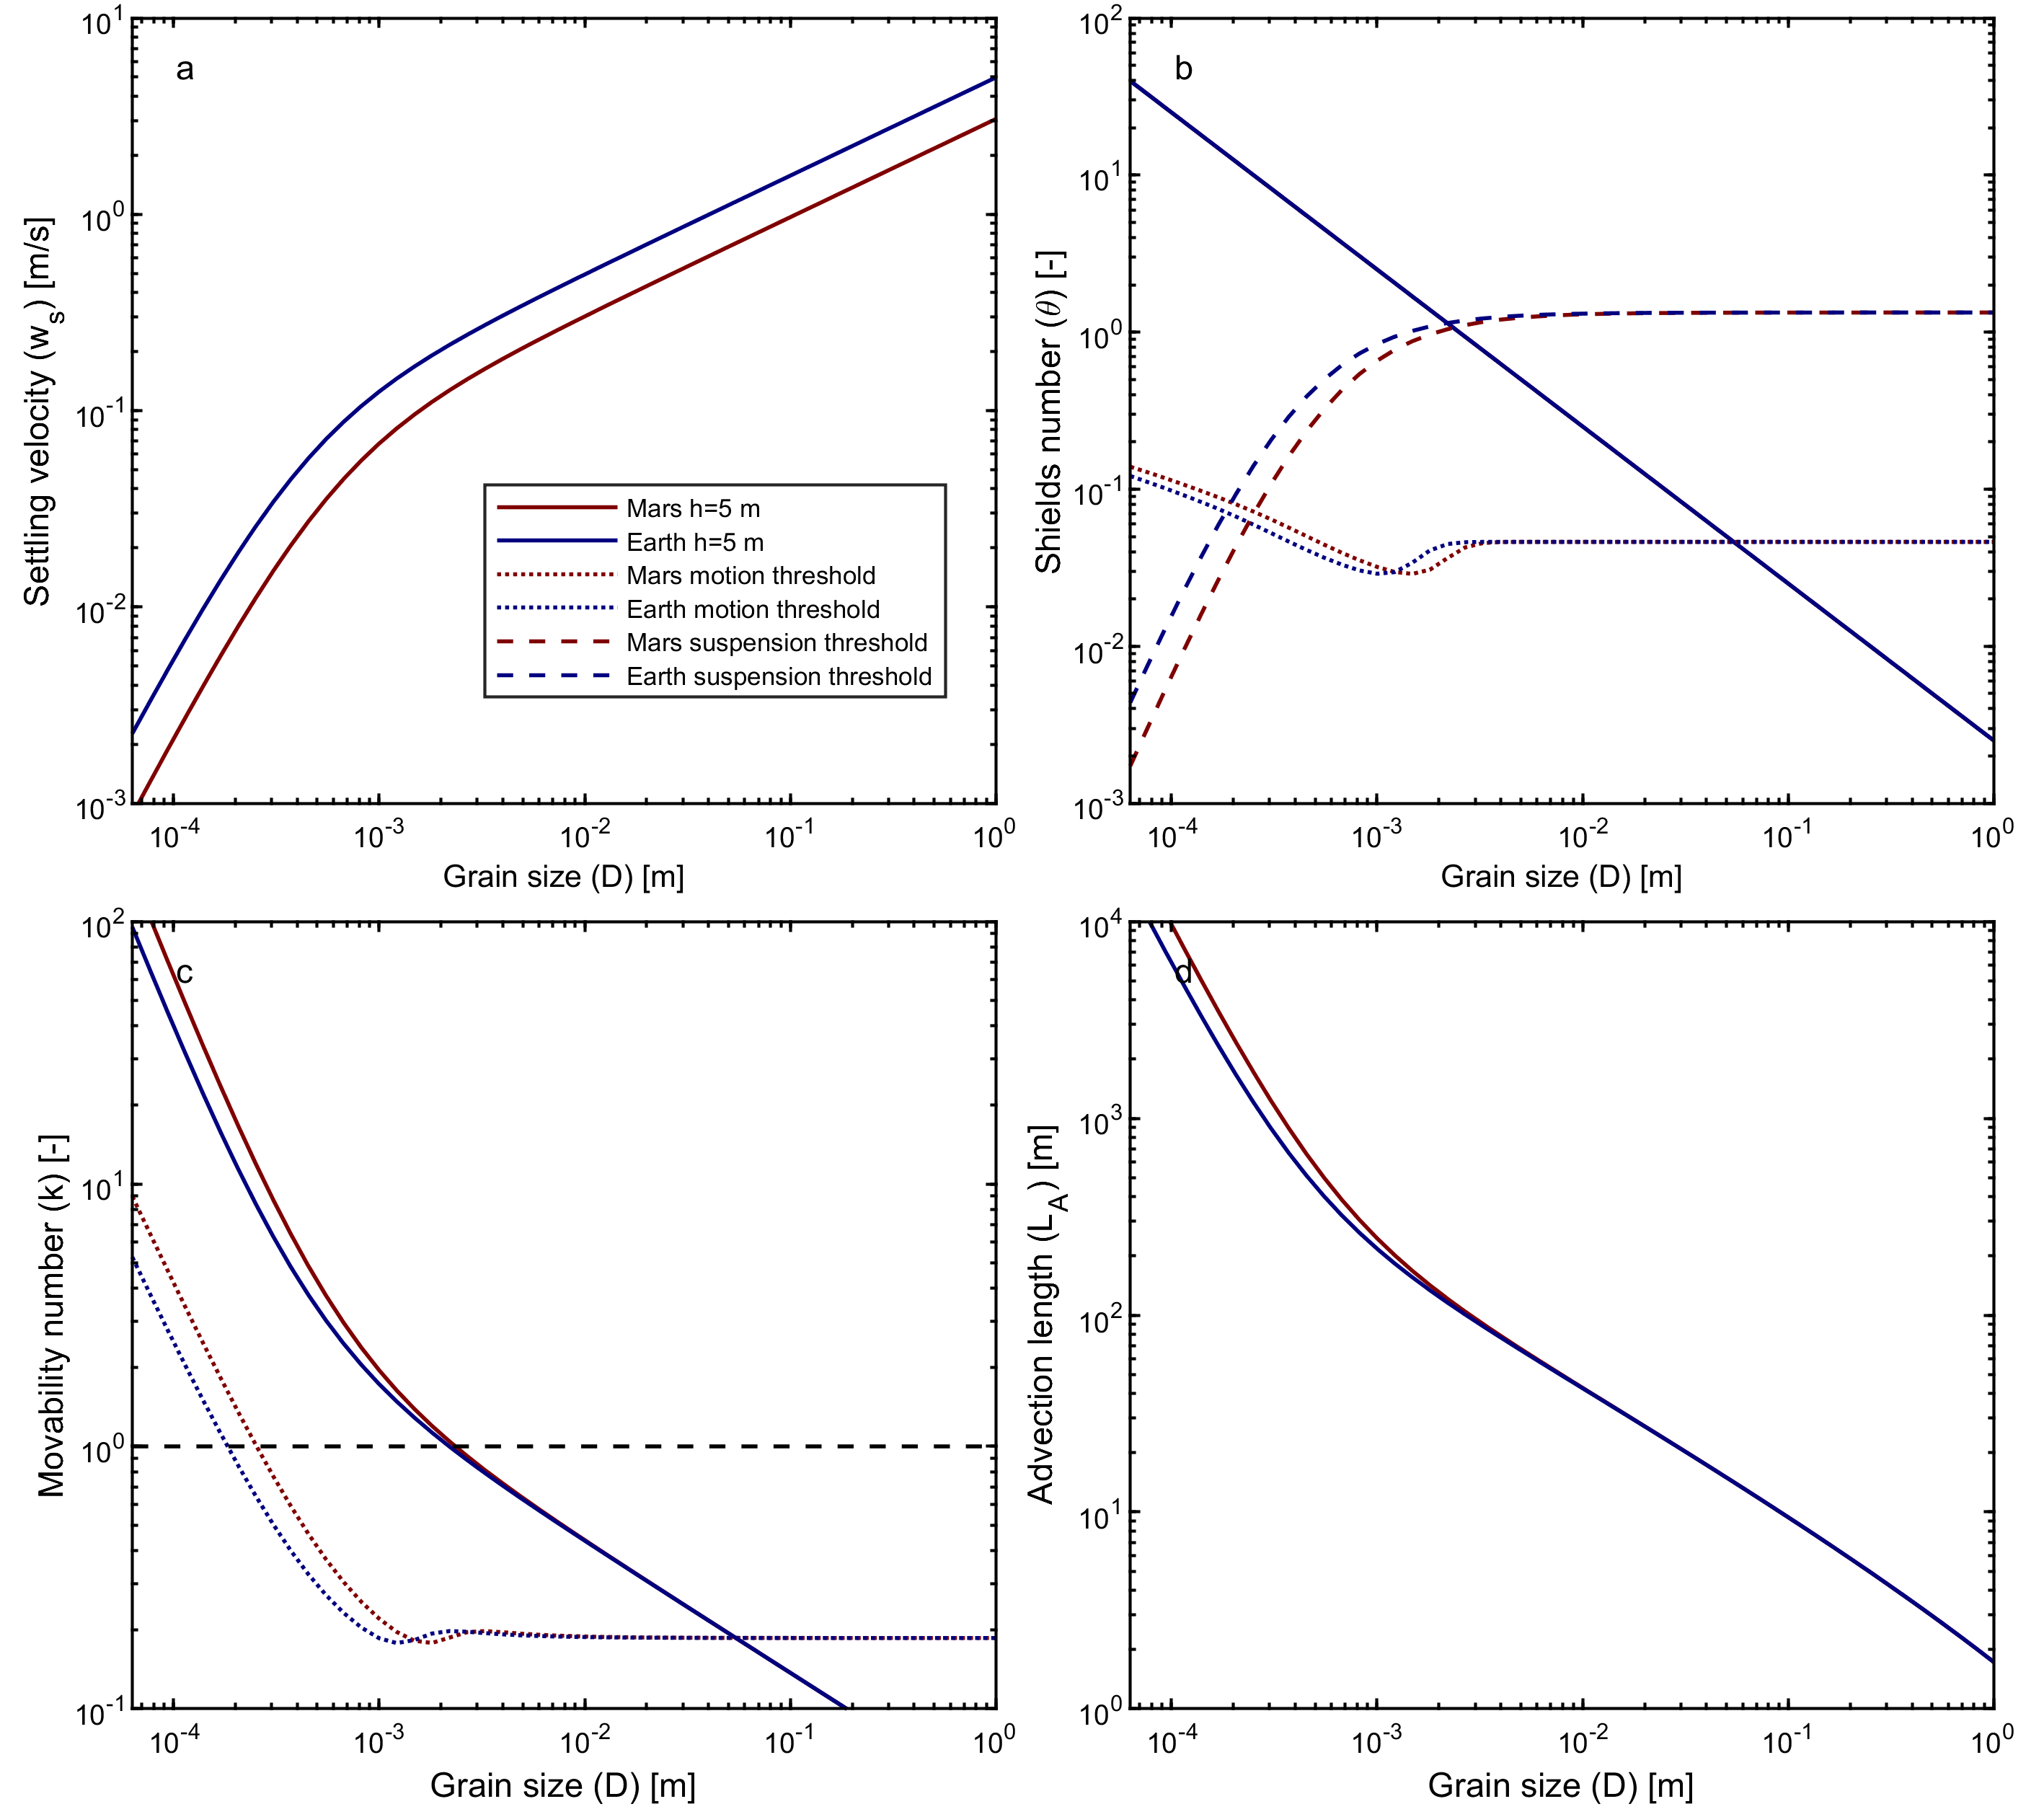 a
Settling velocity (w_s) [m/s]
10^1
10^0
10^-1
10^-2
10^-3
10^-4
10^-3
10^-2
10^-1
10^0
Grain size (D) [m]
Mars h=5 m
Earth h=5 m
Mars motion threshold
Earth motion threshold
Mars suspension threshold
Earth suspension threshold
b
Shields number (θ) [-]
10^2
10^1
10^0
10^-1
10^-2
10^-3
10^-4
10^-3
10^-2
10^-1
10^0
Grain size (D) [m]
c
Movability number (k) [-]
10^2
10^1
10^0
10^-1
10^-4
10^-3
10^-2
10^-1
10^0
Grain size (D) [m]
d
Advection length (L_A) [m]
10^4
10^3
10^2
10^1
10^0
10^-4
10^-3
10^-2
10^-1
10^0
Grain size (D) [m]